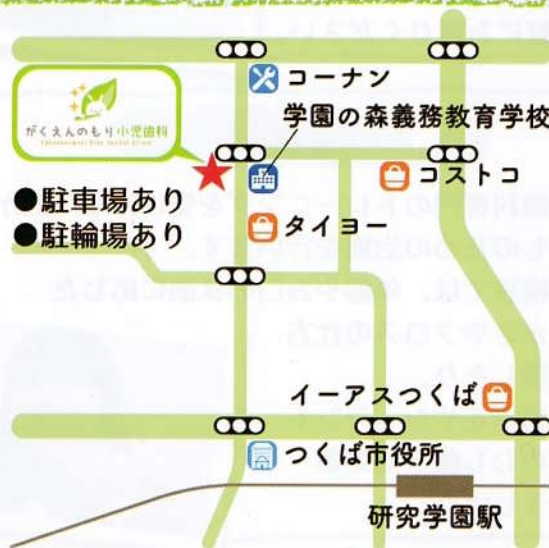 コーナン
学園の森義務教育学校
がくえんのもり小児歯科
コストコ
●駐車場あり
●駐輪場あり
タイヨー
イーアスつくば
つくば市役所
研究学園駅